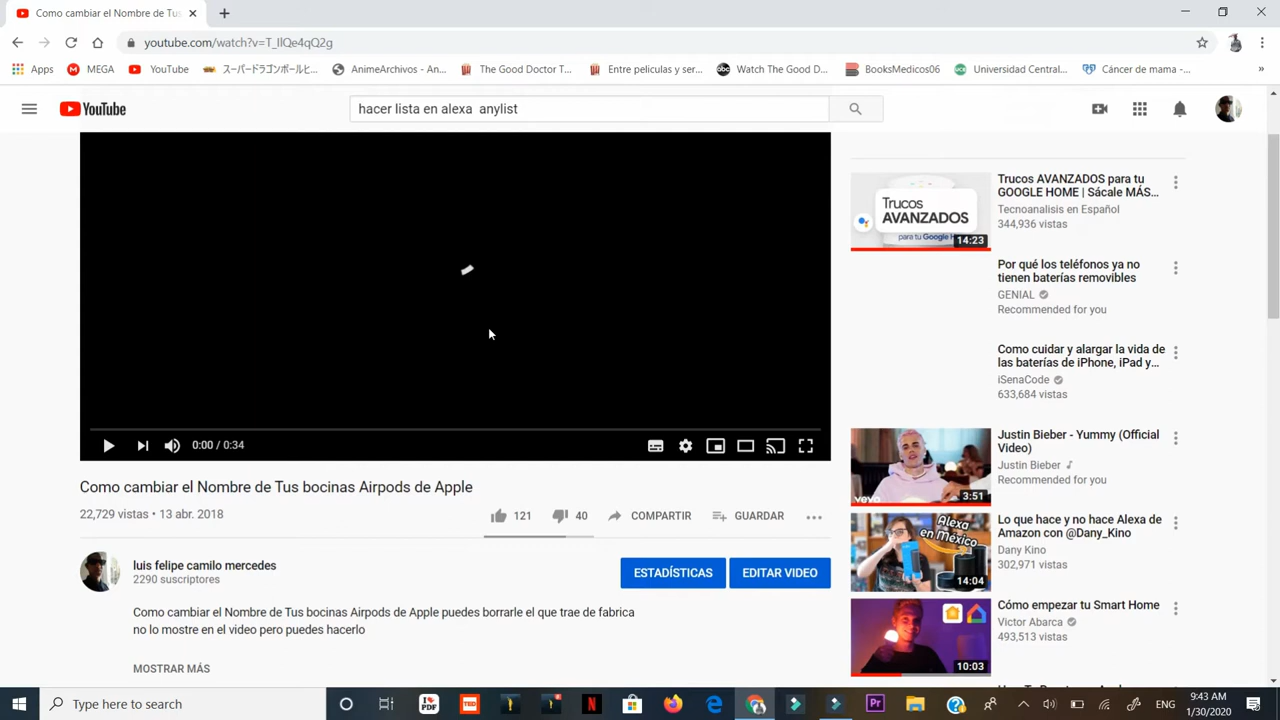 Como cambiar el Nombre de Tus
youtube.com/watch?v=T_IlQe4qQ2g
Apps
MEGA
YouTube
スーパードラゴンボールヒ...
AnimeArchivos - An...
The Good Doctor T...
Entre peliculas y ser...
Watch The Good D...
BooksMedicos06
Universidad Central...
Cáncer de mama -...
YouTube
hacer lista en alexa anylist
0:00 / 0:34
Como cambiar el Nombre de Tus bocinas Airpods de Apple
22,729 vistas • 13 abr. 2018
121
40
COMPARTIR
GUARDAR
luis felipe camilo mercedes
2290 suscriptores
ESTADÍSTICAS
EDITAR VIDEO
Como cambiar el Nombre de Tus bocinas Airpods de Apple puedes borrarle el que trae de fabrica
no lo mostre en el video pero puedes hacerlo
MOSTRAR MÁS
Trucos
AVANZADOS
para tu Google H
14:23
Trucos AVANZADOS para tu
GOOGLE HOME | Sácale MÁS...
Tecnoanalisis en Español
344,936 vistas
Por qué los teléfonos ya no
tienen baterías removibles
GENIAL
Recommended for you
Como cuidar y alargar la vida de
las baterías de iPhone, iPad y...
iSenaCode
633,684 vistas
vevo
3:51
Justin Bieber - Yummy (Official
Video)
Justin Bieber
Recommended for you
Alexa
en México
14:04
Lo que hace y no hace Alexa de
Amazon con @Dany_Kino
Dany Kino
302,971 vistas
10:03
Cómo empezar tu Smart Home
Victor Abarca
493,513 vistas
Type here to search
PDF
TED
N
Pr
ENG
9:43 AM
1/30/2020